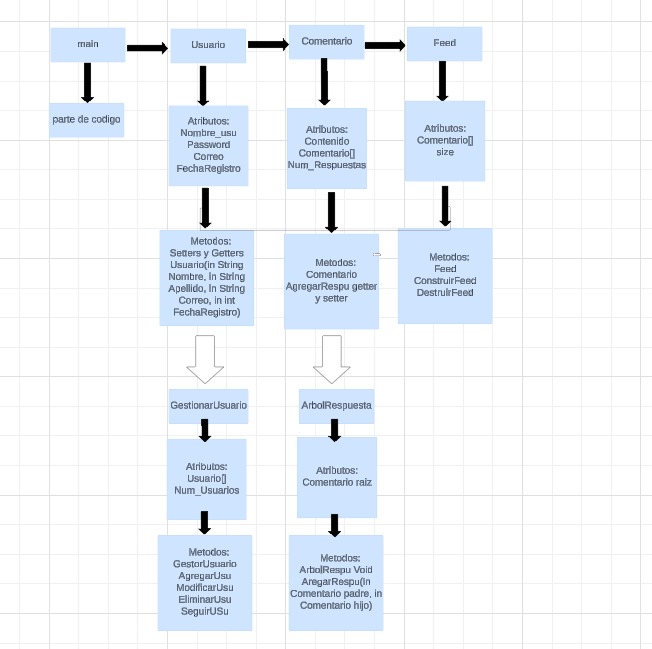 main
Usuario
Comentario
Feed
parte de codigo
Atributos:
Nombre_usu
Password
Correo
FechaRegistro
Atributos:
Contenido
Comentario[]
Num_Respuestas
Atributos:
Comentario[]
size
Metodos:
Setters y Getters
Usuario(in String
Nombre, in String
Apellido, in String
Correo, in int
FechaRegistro)
Metodos:
Comentario
AgregarRespu getter
y setter
Metodos:
Feed
ConstruirFeed
DestruirFeed
GestionarUsuario
ArbolRespuesta
Atributos:
Usuario[]
Num_Usuarios
Atributos:
Comentario raiz
Metodos:
GestorUsuario
AgregarUsu
ModificarUsu
EliminarUsu
SeguirUSu
Metodos:
ArbolRespu Void
AregarRespu(in
Comentario padre, in
Comentario hijo)